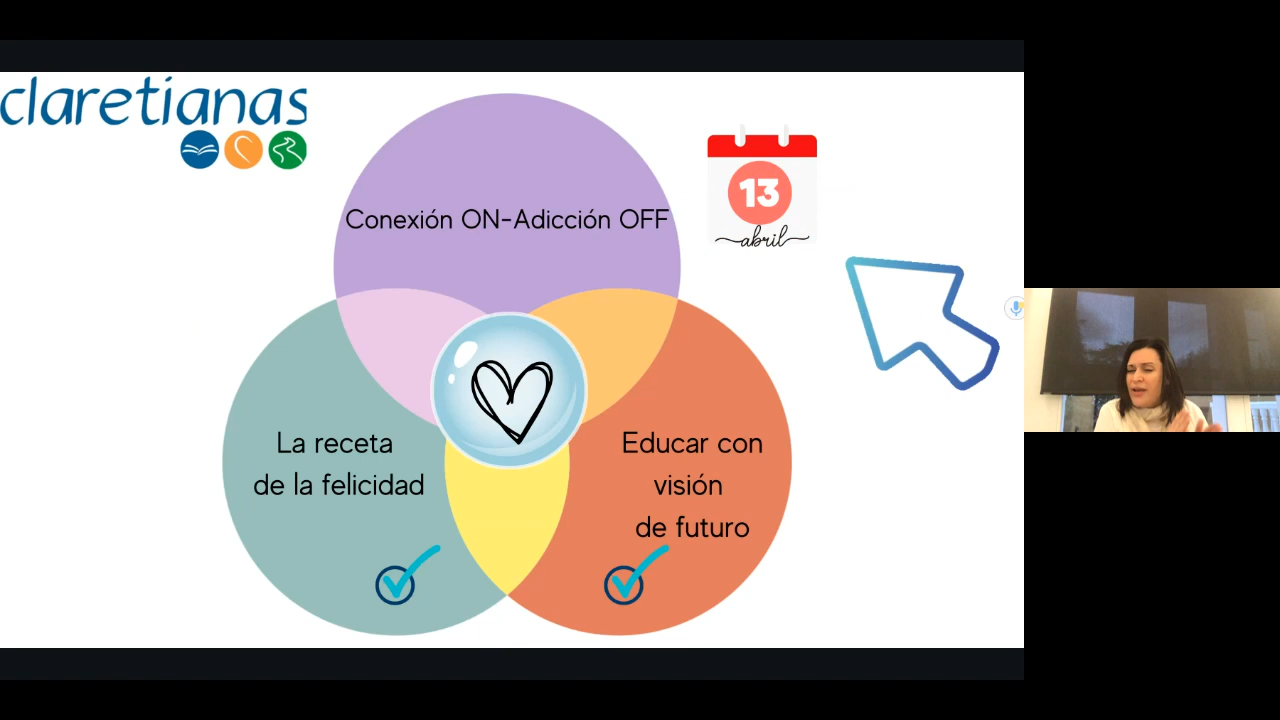 claretianas
Conexión ON-Adicción OFF
13
abril
La receta
de la felicidad
Educar con
visión
de futuro